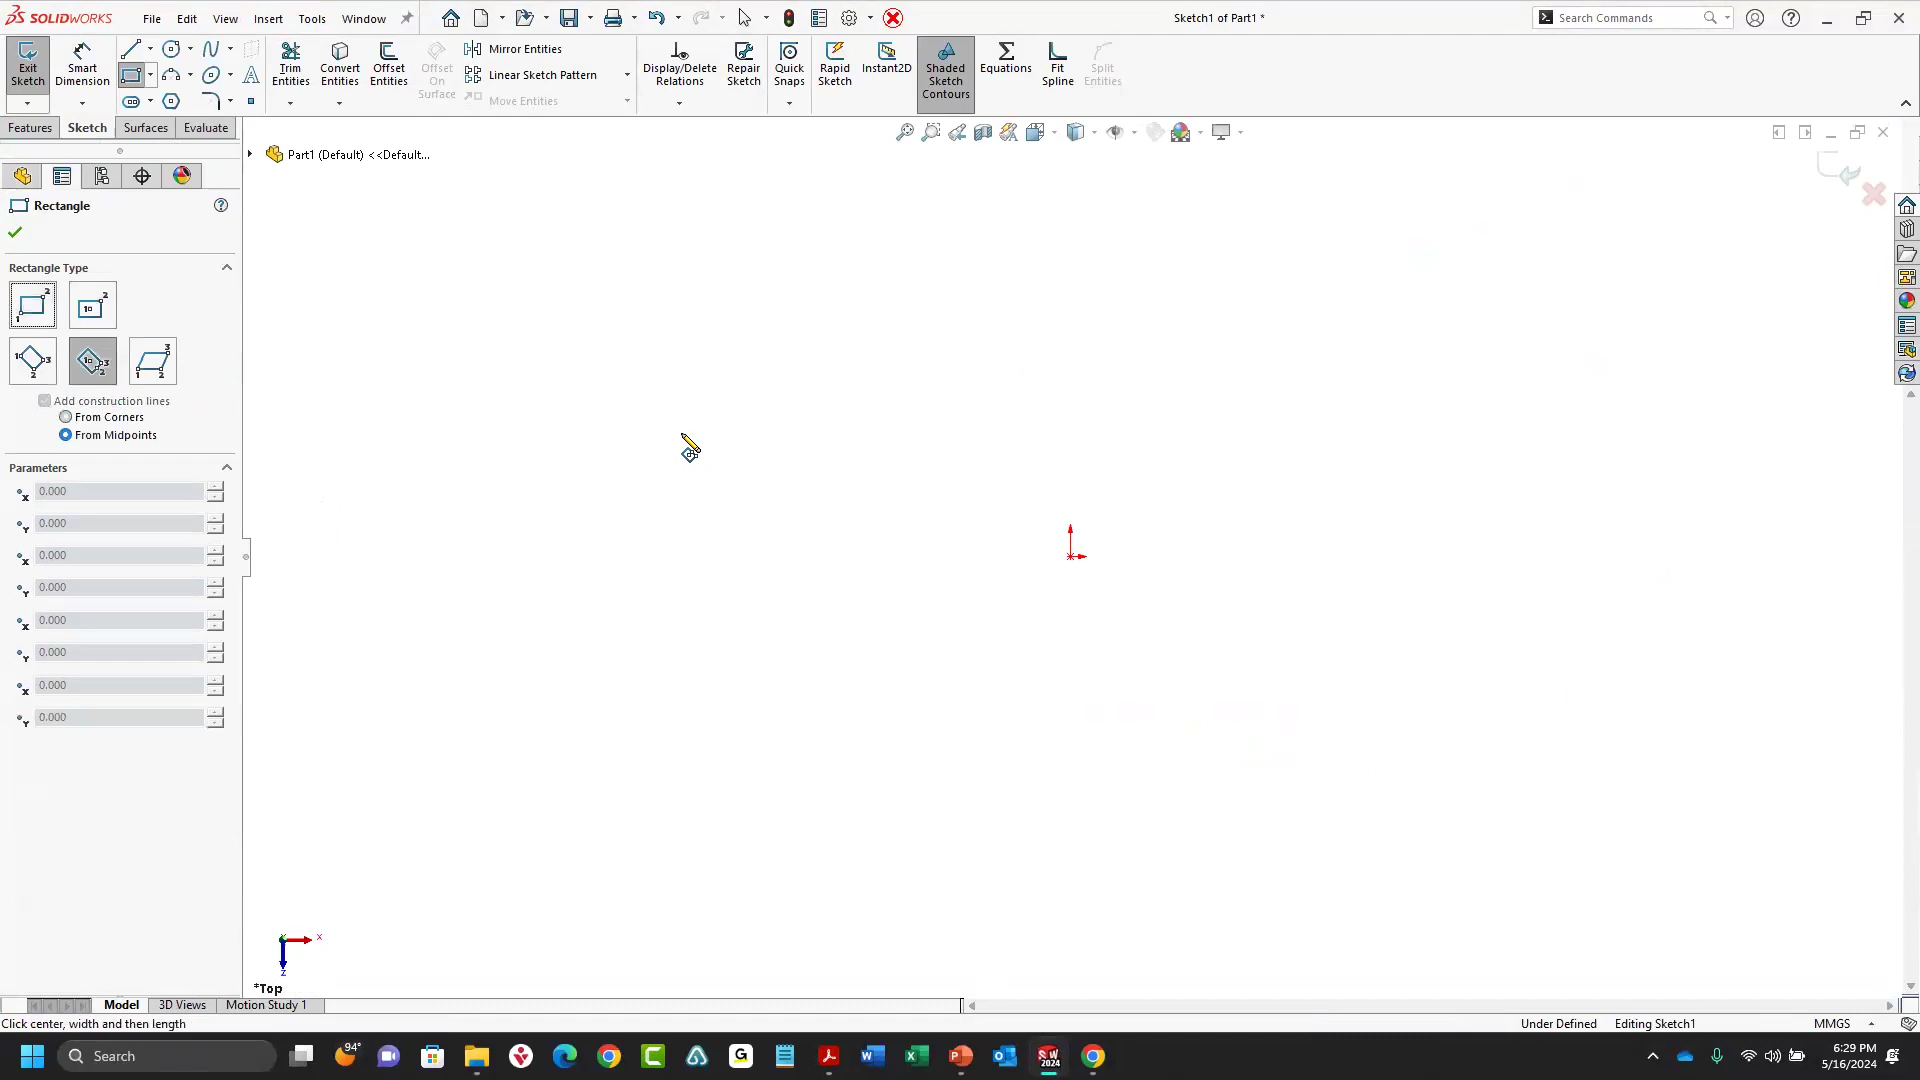 SOLIDWORKS
File
Edit
View
Insert
Tools
Window
Sketch1 of Part1 *
Search Commands
Exit Sketch
Smart Dimension
Trim Entities
Convert Entities
Offset Entities
Offset On Surface
Mirror Entities
Linear Sketch Pattern
Move Entities
Display/Delete Relations
Repair Sketch
Quick Snaps
Rapid Sketch
Instant2D
Shaded Sketch Contours
Equations
Fit Spline
Split Entities
Features
Sketch
Surfaces
Evaluate
Part1 (Default) <<Default...
Rectangle
Rectangle Type
Add construction lines
From Corners
From Midpoints
Parameters
0.000
0.000
0.000
0.000
0.000
0.000
0.000
0.000
*Top
Model
3D Views
Motion Study 1
Click center, width and then length
Under Defined
Editing Sketch1
MMGS
Search
94°
6:29 PM
5/16/2024